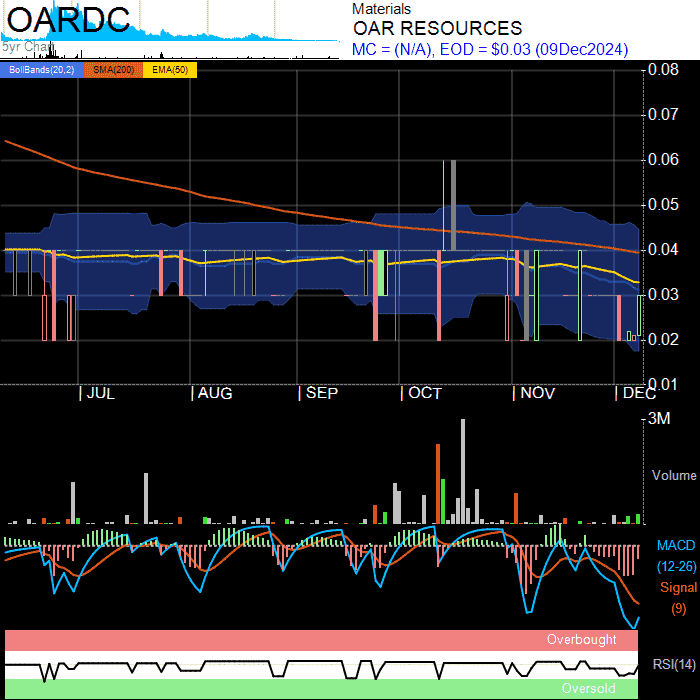 OARDC
5yr Chart
Materials
OAR RESOURCES
MC = (N/A), EOD = $0.03 (09Dec2024)
BollBands(20,2) SMA(200) EMA(50)
0.08
0.07
0.06
0.05
0.04
0.03
0.02
0.01
| JUL | AUG | SEP | OCT | NOV | DEC
3M
Volume
MACD
(12-26)
Signal
(9)
Overbought
RSI(14)
Oversold